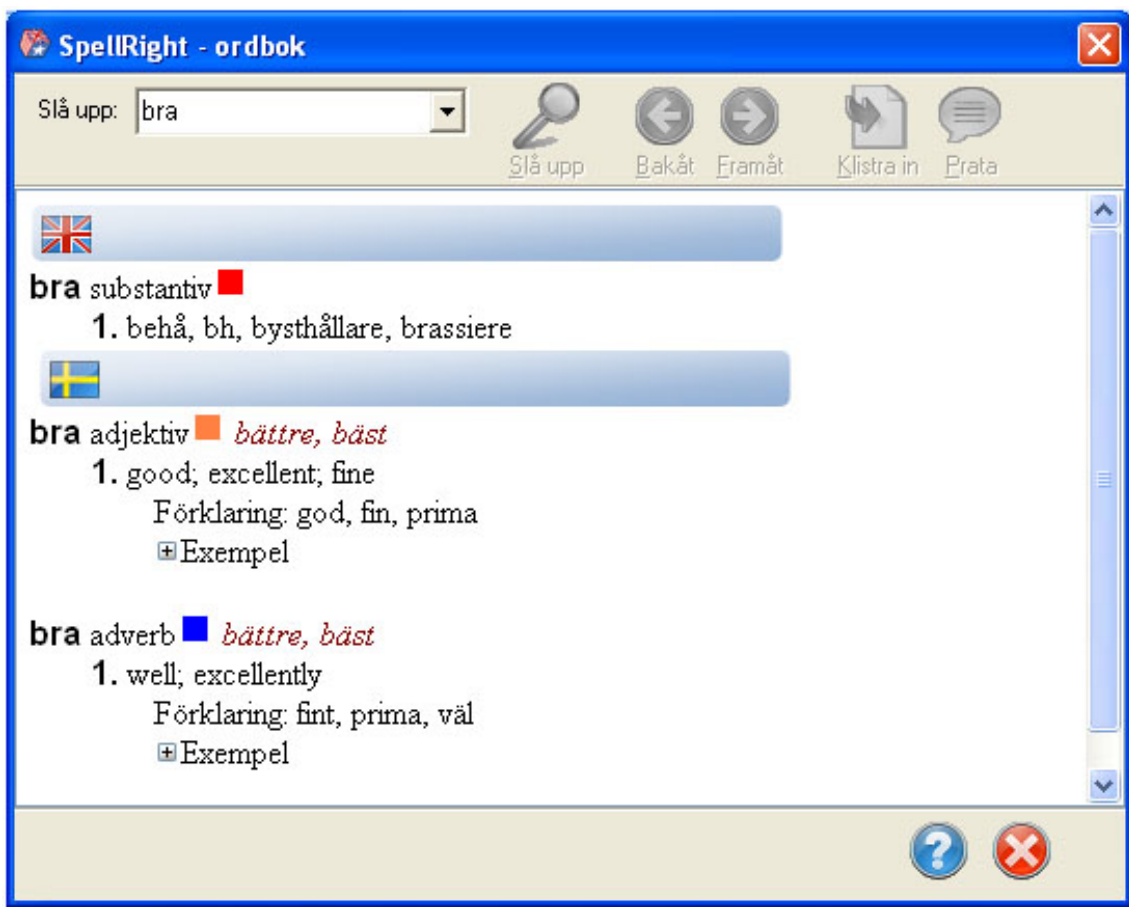 SpellRight - ordbok
Slå upp: bra
Slå upp Bakåt Framåt Klistra in Prata
bra substantiv
1. behå, bh, bysthållare, brassiere
bra adjektiv bättre, bäst
1. good; excellent; fine
Förklaring: god, fin, prima
Exempel
bra adverb bättre, bäst
1. well; excellently
Förklaring: fint, prima, väl
Exempel